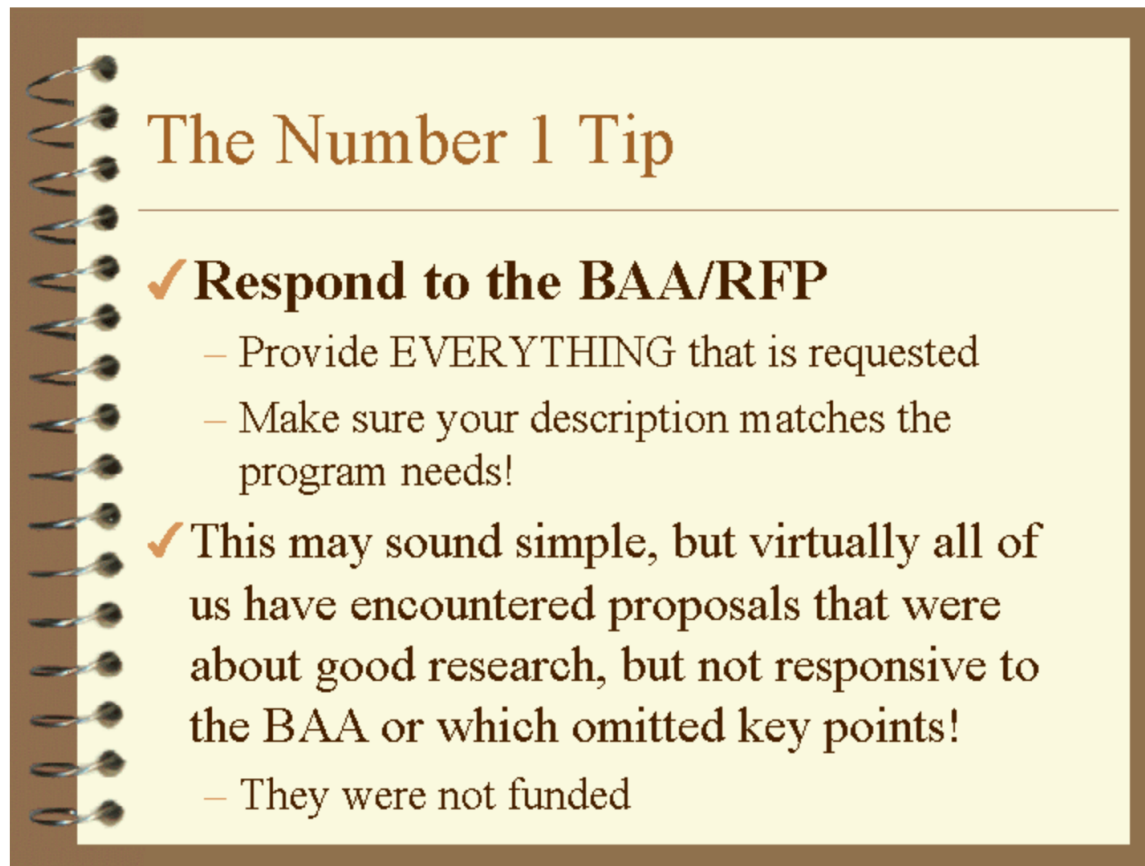 The Number 1 Tip
✓Respond to the BAA/RFP
– Provide EVERYTHING that is requested
– Make sure your description matches the
program needs!
✓This may sound simple, but virtually all of
us have encountered proposals that were
about good research, but not responsive to
the BAA or which omitted key points!
– They were not funded